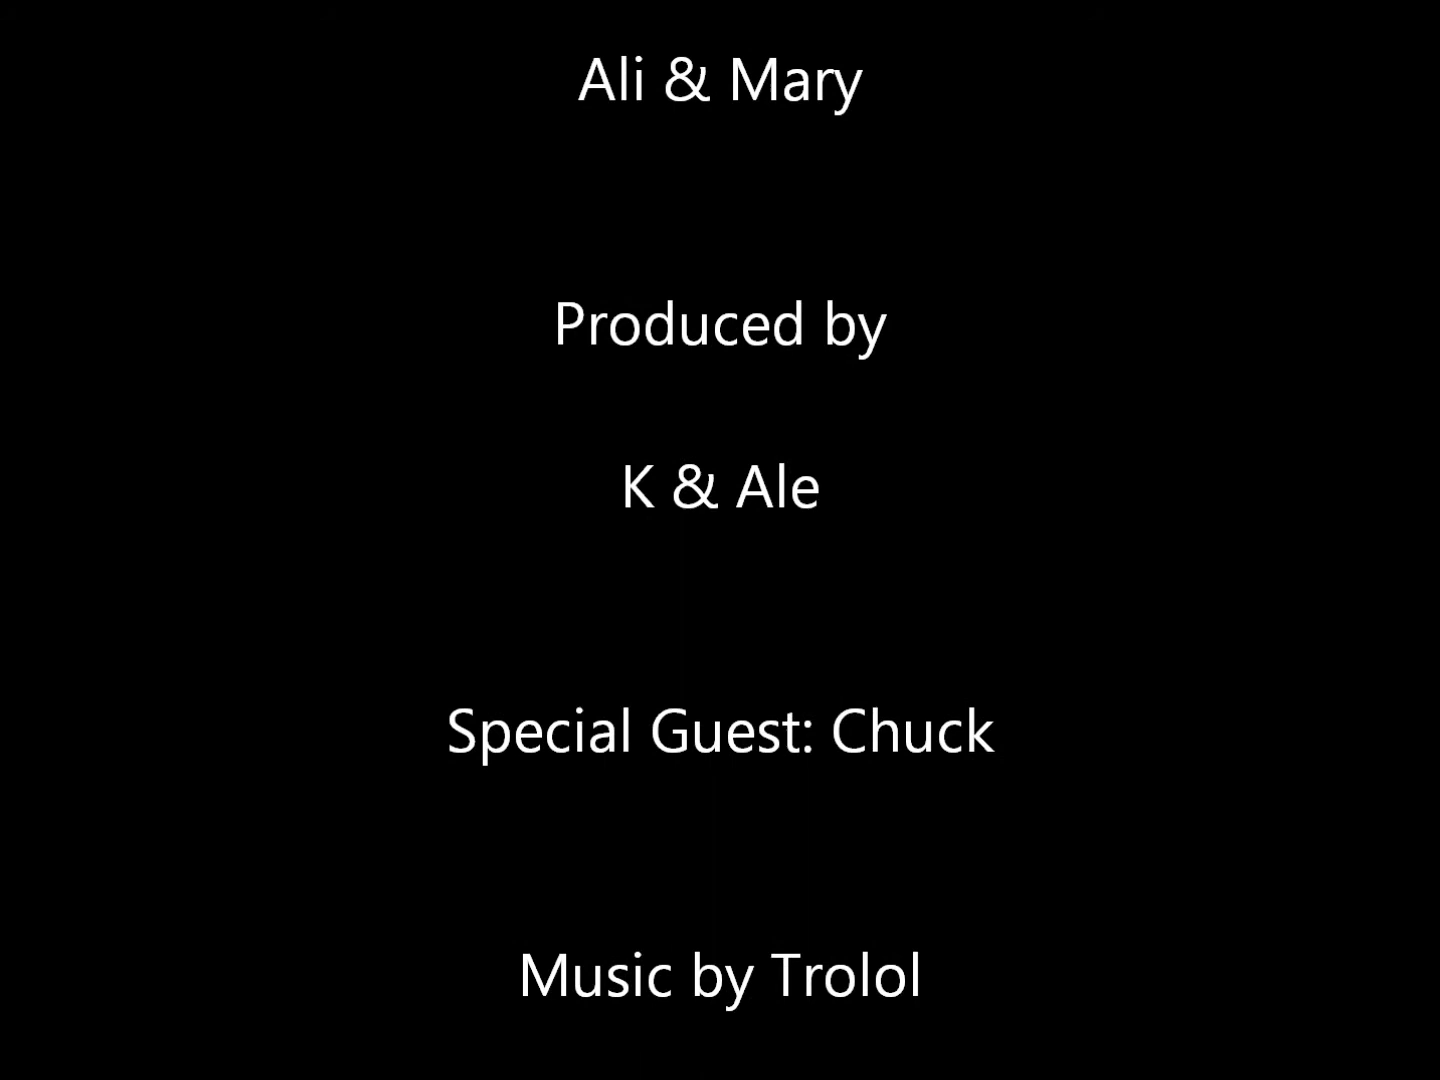 Ali & Mary
Produced by
K & Ale
Special Guest: Chuck
Music by Trolol